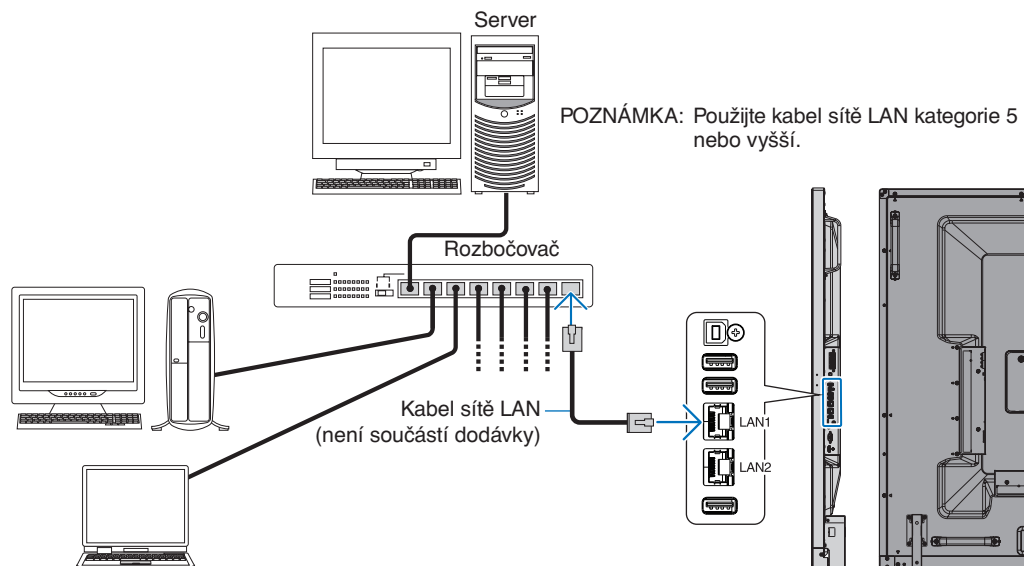 Server
POZNÁMKA: Použijte kabel sítě LAN kategorie 5
nebo vyšší.
Rozbočovač
Kabel sítě LAN
(není součástí dodávky)
LAN1
LAN2